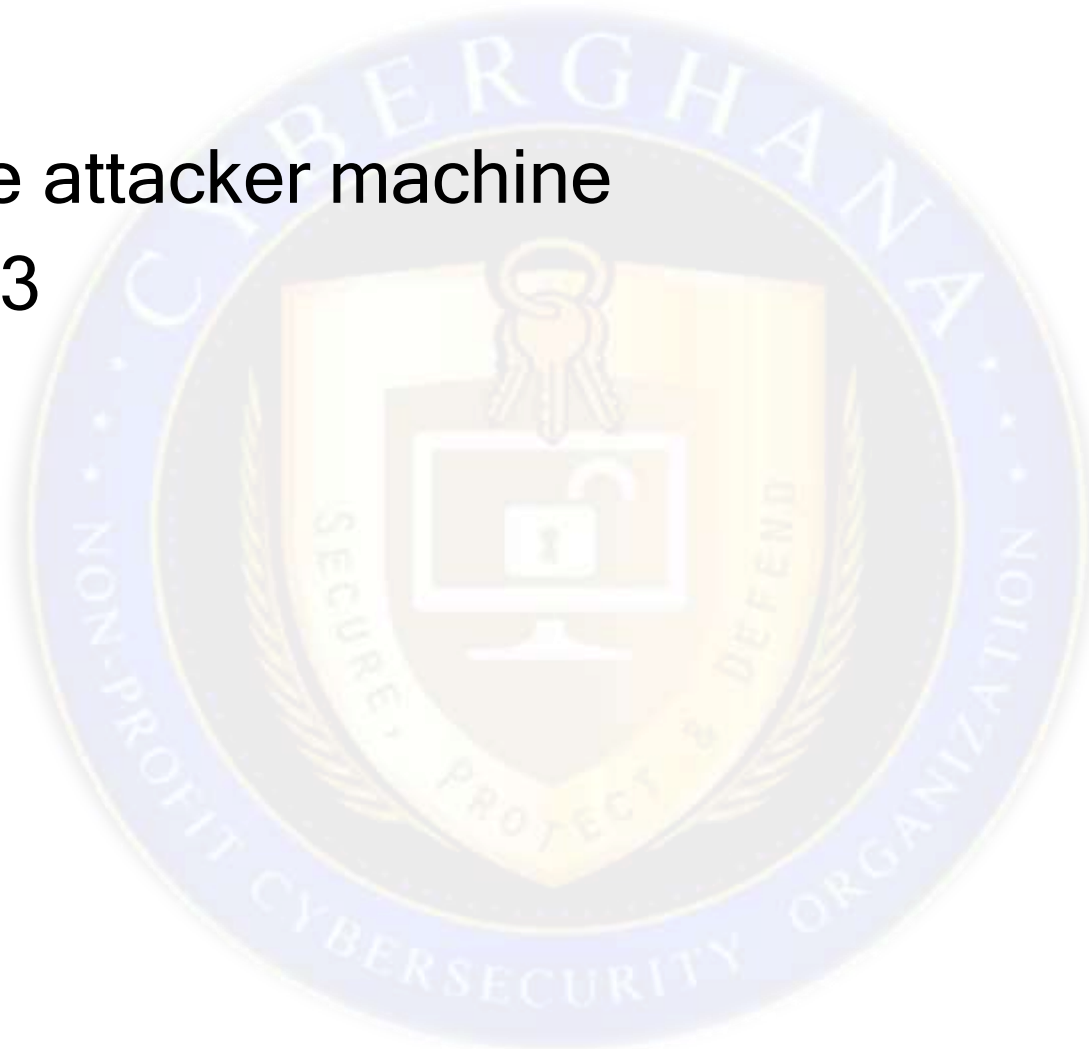 e attacker machine
3
CYBERGHANA
SECURE, PROTECT & DEFEND
NON-PROFIT CYBERSECURITY ORGANIZATION